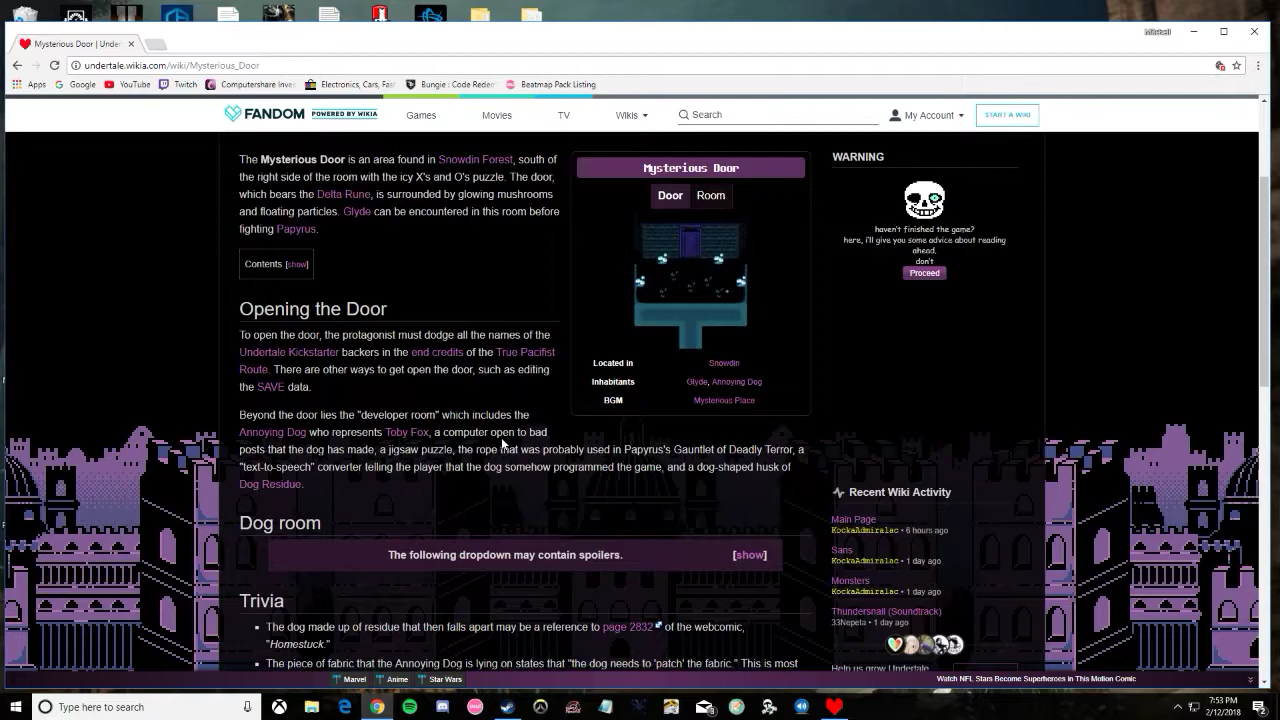 Mitchell
Mysterious Door | Under
undertale.wikia.com/wiki/Mysterious_Door
Apps
Google
YouTube
Twitch
Computershare Inves
Electronics, Cars, Fas
Bungie : Code Redem
Beatmap Pack Listing
FANDOM
POWERED BY WIKIA
Games
Movies
TV
Wikis
Search
My Account
START A WIKI
The Mysterious Door is an area found in Snowdin Forest, south of
the right side of the room with the icy X's and O's puzzle. The door,
which bears the Delta Rune, is surrounded by glowing mushrooms
and floating particles. Glyde can be encountered in this room before
fighting Papyrus.
Contents [show]
Mysterious Door
Door
Room
Located in
Snowdin
Inhabitants
Glyde, Annoying Dog
BGM
Mysterious Place
WARNING
haven't finished the game?
here, i'll give you some advice about reading
ahead.
don't
Proceed
Opening the Door
To open the door, the protagonist must dodge all the names of the
Undertale Kickstarter backers in the end credits of the True Pacifist
Route. There are other ways to get open the door, such as editing
the SAVE data.
Beyond the door lies the "developer room" which includes the
Annoying Dog who represents Toby Fox, a computer open to bad
posts that the dog has made, a jigsaw puzzle, the rope that was probably used in Papyrus's Gauntlet of Deadly Terror, a
"text-to-speech" converter telling the player that the dog somehow programmed the game, and a dog-shaped husk of
Dog Residue.
Dog room
The following dropdown may contain spoilers.
[show]
Trivia
The dog made up of residue that then falls apart may be a reference to page 2832 of the webcomic,
"Homestuck."
The piece of fabric that the Annoying Dog is lying on states that "the dog needs to 'patch' the fabric." This is most
Recent Wiki Activity
Main Page
KockaAdmiralac • 6 hours ago
Sans
KockaAdmiralac • 1 day ago
Monsters
KockaAdmiralac • 1 day ago
Thundersnail (Soundtrack)
33Nepeta • 1 day ago
Help us grow Undertale
Marvel
Anime
Star Wars
Watch NFL Stars Become Superheroes in This Motion Comic
Type here to search
7:53 PM
2/12/2018